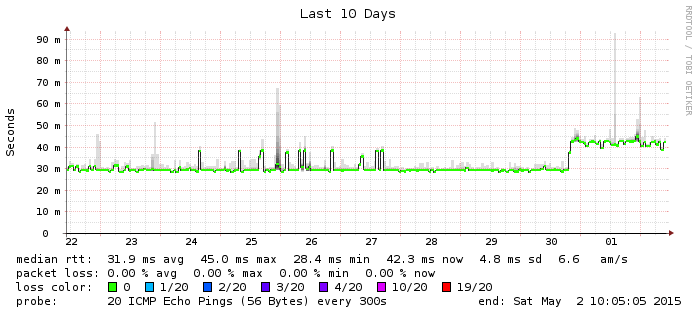 Last 10 Days
RRDTOOL / TOBI OETIKER
Seconds
90 m
80 m
70 m
60 m
50 m
40 m
30 m
20 m
10 m
0
22 23 24 25 26 27 28 29 30 01
median rtt: 31.9 ms avg 45.0 ms max 28.4 ms min 42.3 ms now 4.8 ms sd 6.6 am/s
packet loss: 0.00 % avg 0.00 % max 0.00 % min 0.00 % now
loss color: 0 1/20 2/20 3/20 4/20 10/20 19/20
probe: 20 ICMP Echo Pings (56 Bytes) every 300s end: Sat May 2 10:05:05 2015